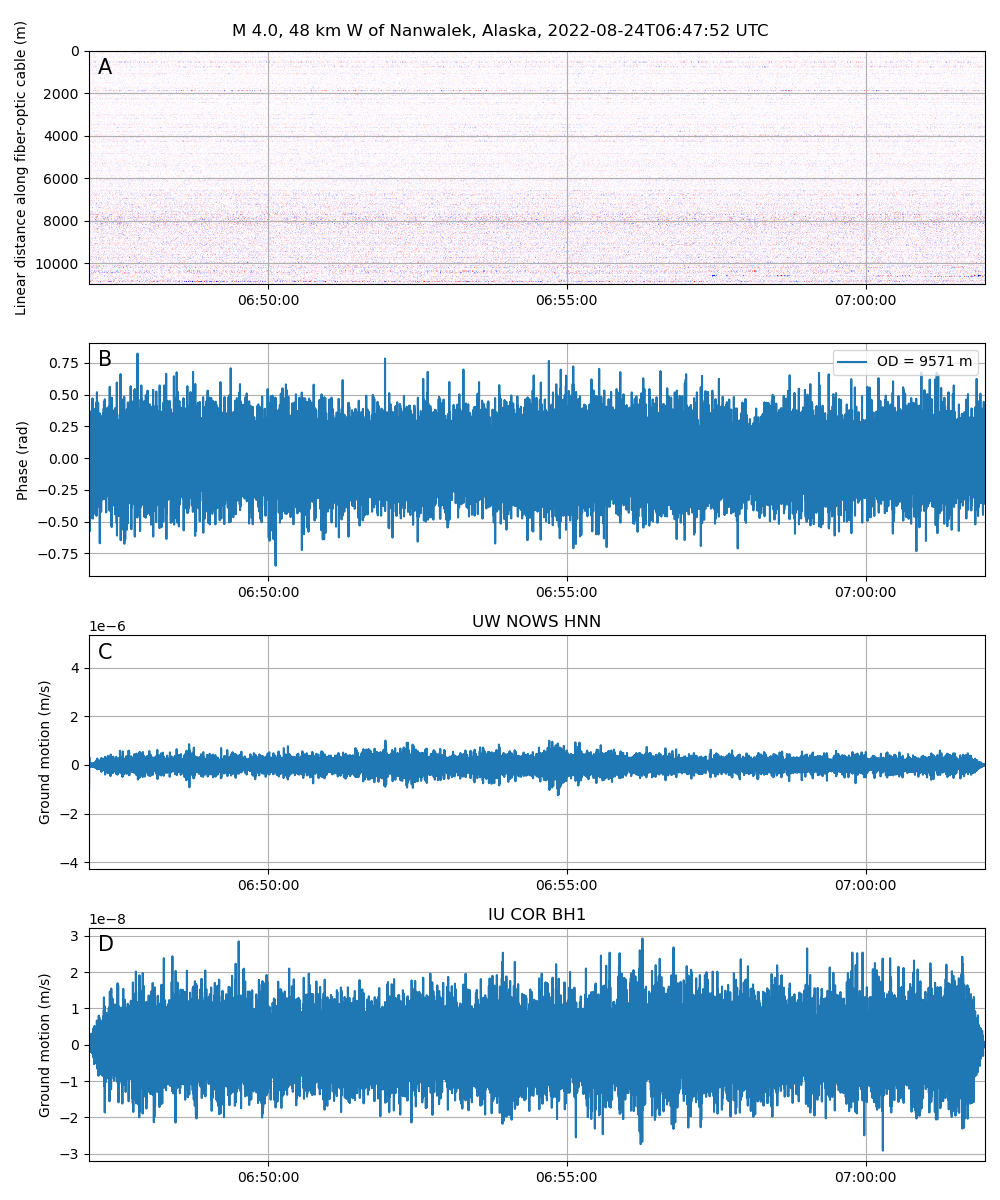 M 4.0, 48 km W of Nanwalek, Alaska, 2022-08-24T06:47:52 UTC
A
Linear distance along fiber-optic cable (m)
0
2000
4000
6000
8000
10000
06:50:00 06:55:00 07:00:00
B
OD = 9571 m
Phase (rad)
0.75
0.50
0.25
0.00
−0.25
−0.50
−0.75
06:50:00 06:55:00 07:00:00
UW NOWS HNN
1e−6
C
Ground motion (m/s)
4
2
0
−2
−4
06:50:00 06:55:00 07:00:00
IU COR BH1
1e−8
D
Ground motion (m/s)
3
2
1
0
−1
−2
−3
06:50:00 06:55:00 07:00:00